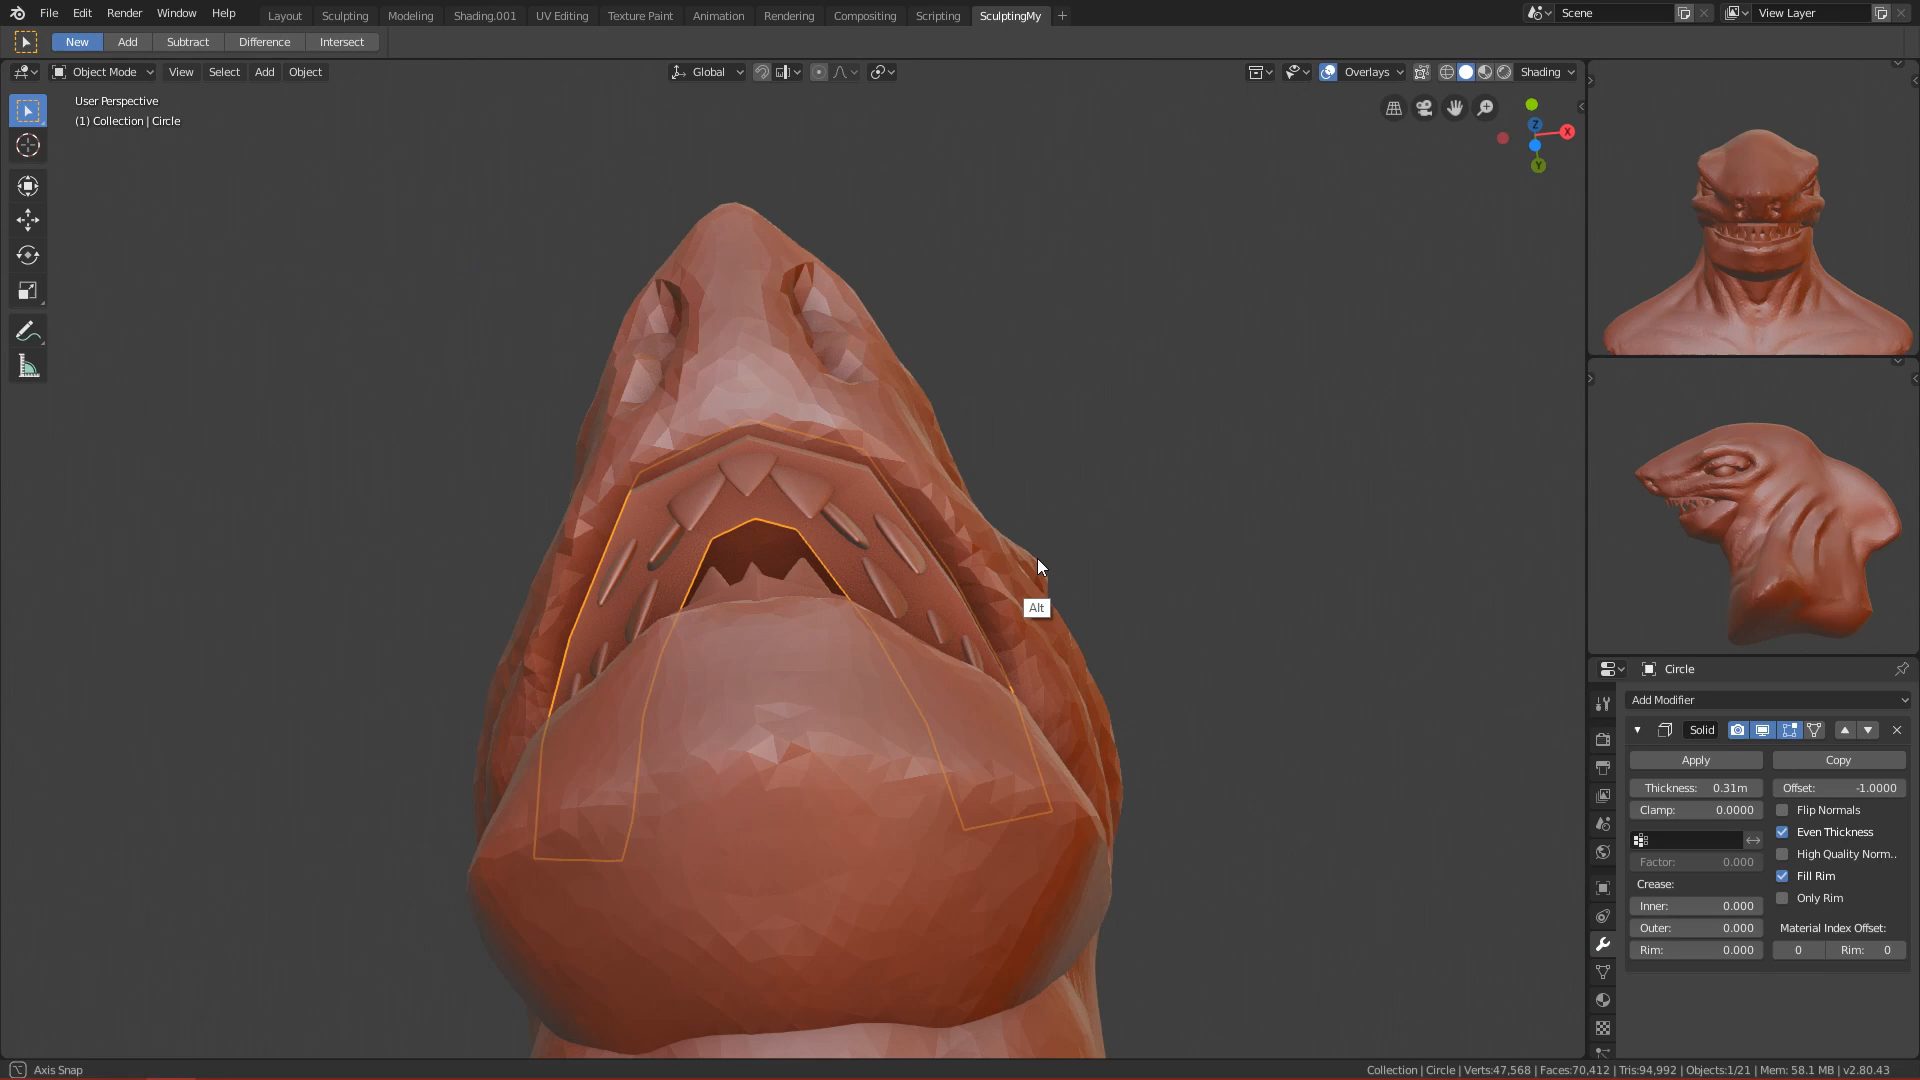 File Edit Render Window Help Layout Sculpting Modeling Shading.001 UV Editing Texture Paint Animation Rendering Compositing Scripting SculptingMy Scene View Layer
New Add Subtract Difference Intersect
Object Mode View Select Add Object Global Overlays Shading
User Perspective
(1) Collection | Circle
Z
X
Y
Alt
Circle
Add Modifier
Solid
Apply Copy
Thickness: 0.31m Offset: -1.0000
Clamp: 0.0000 Flip Normals
Even Thickness
High Quality Norm..
Factor: 0.000
Fill Rim
Crease:
Only Rim
Inner: 0.000
Outer: 0.000 Material Index Offset:
Rim: 0.000 0 Rim: 0
Axis Snap Collection | Circle | Verts:47,568 | Faces:70,412 | Tris:94,992 | Objects:1/21 | Mem: 58.1 MB | v2.80.43